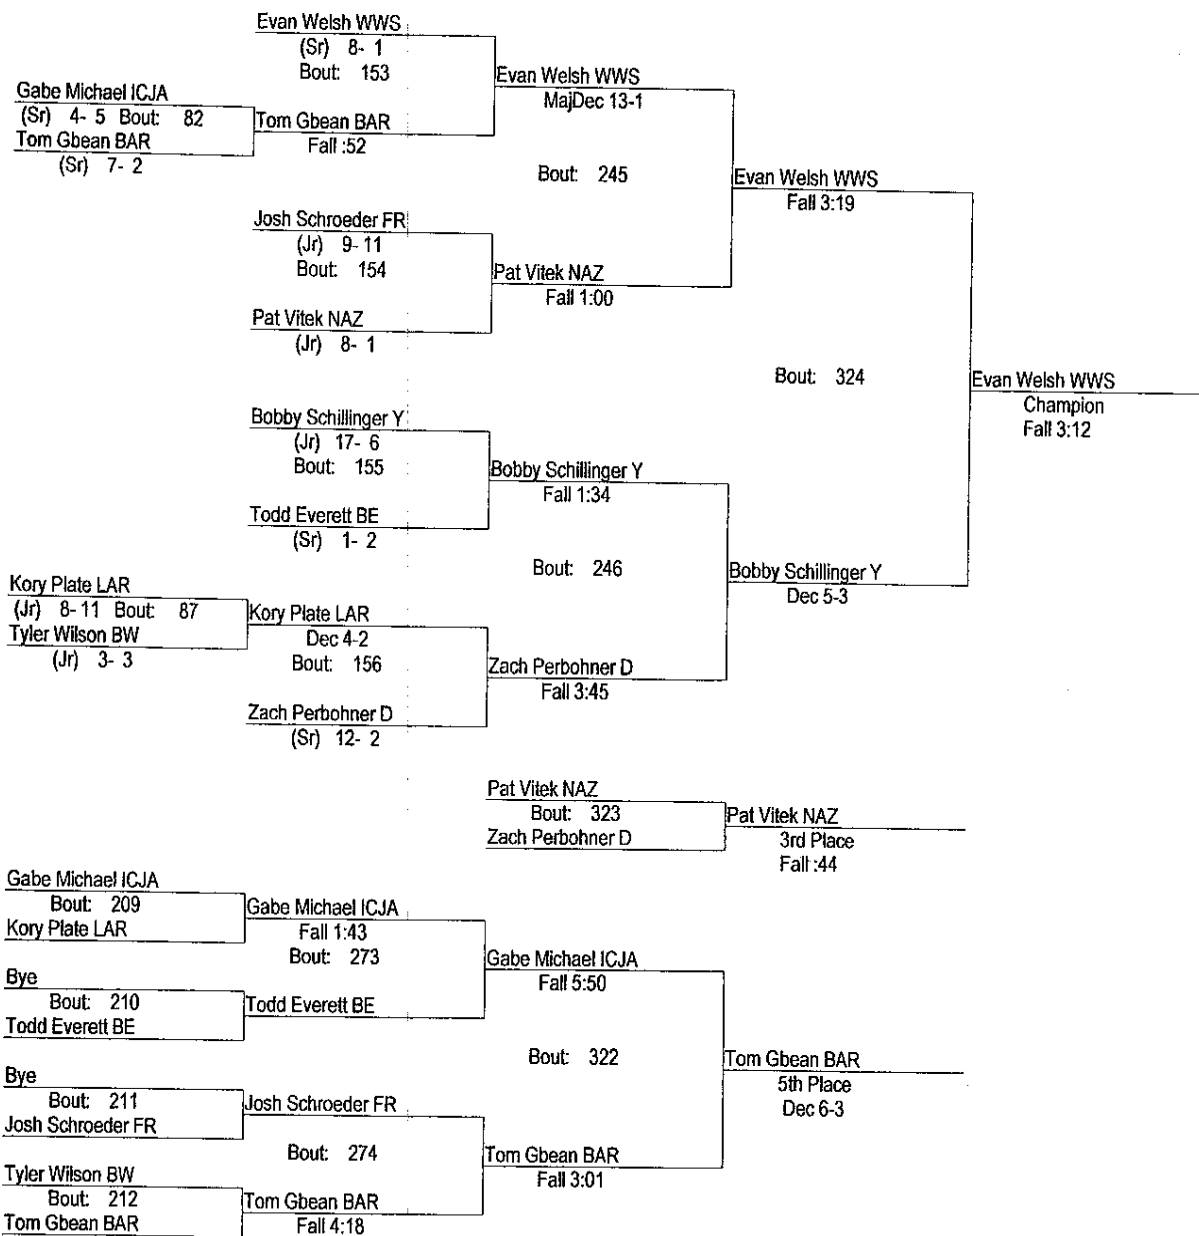 Evan Welsh WWS
(Sr) 8- 1
Bout: 153
Evan Welsh WWS
MajDec 13-1
Gabe Michael ICJA
(Sr) 4- 5 Bout: 82
Tom Gbean BAR
(Sr) 7- 2
Tom Gbean BAR
Fall :52
Bout: 245
Evan Welsh WWS
Fall 3:19
Josh Schroeder FR
(Jr) 9- 11
Bout: 154
Pat Vitek NAZ
Fall 1:00
Pat Vitek NAZ
(Jr) 8- 1
Bout: 324
Evan Welsh WWS
Champion
Fall 3:12
Bobby Schillinger Y
(Jr) 17- 6
Bout: 155
Bobby Schillinger Y
Fall 1:34
Todd Everett BE
(Sr) 1- 2
Bout: 246
Bobby Schillinger Y
Dec 5-3
Kory Plate LAR
(Jr) 8- 11 Bout: 87
Tyler Wilson BW
(Jr) 3- 3
Kory Plate LAR
Dec 4-2
Bout: 156
Zach Perbohner D
Fall 3:45
Zach Perbohner D
(Sr) 12- 2
Pat Vitek NAZ
Bout: 323
Zach Perbohner D
Pat Vitek NAZ
3rd Place
Fall :44
Gabe Michael ICJA
Bout: 209
Kory Plate LAR
Gabe Michael ICJA
Fall 1:43
Bout: 273
Gabe Michael ICJA
Fall 5:50
Bye
Bout: 210
Todd Everett BE
Todd Everett BE
Bout: 322
Tom Gbean BAR
5th Place
Dec 6-3
Bye
Bout: 211
Josh Schroeder FR
Josh Schroeder FR
Bout: 274
Tom Gbean BAR
Fall 3:01
Tyler Wilson BW
Bout: 212
Tom Gbean BAR
Tom Gbean BAR
Fall 4:18